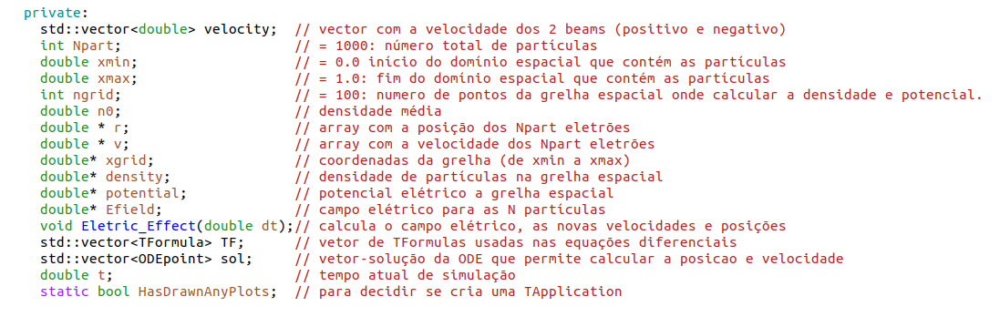 private:
std::vector<double> velocity;  // vector com a velocidade dos 2 beams (positivo e negativo)
int Npart;                     // = 1000: número total de partículas
double xmin;                   // = 0.0 início do domínio espacial que contém as partículas
double xmax;                   // = 1.0: fim do domínio espacial que contém as partículas
int ngrid;                     // = 100: numero de pontos da grelha espacial onde calcular a densidade e potencial.
double n0;                     // densidade média
double * r;                    // array com a posição dos Npart eletrões
double * v;                    // array com a velocidade dos Npart eletrões
double* xgrid;                 // coordenadas da grelha (de xmin a xmax)
double* density;               // densidade de partículas na grelha espacial
double* potential;             // potencial elétrico a grelha espacial
double* Efield;                // campo elétrico para as N partículas
void Eletric_Effect(double dt);// calcula o campo elétrico, as novas velocidades e posições
std::vector<TFormula> TF;      // vetor de TFormulas usadas nas equações diferenciais
std::vector<ODEpoint> sol;     // vetor-solução da ODE que permite calcular a posicao e velocidade
double t;                      // tempo atual de simulação
static bool HasDrawnAnyPlots;  // para decidir se cria uma TApplication